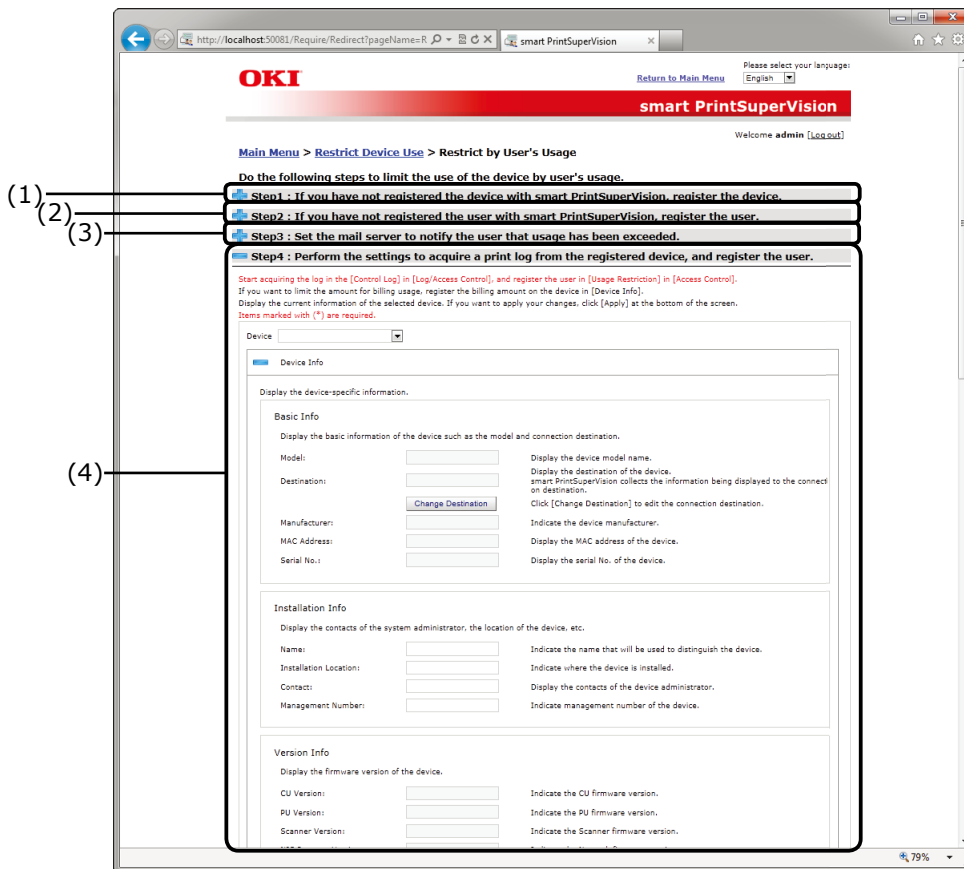 http://localhost:50081/Require/Redirect?pageName=R
smart PrintSuperVision
Please select your language:
OKI
Return to Main Menu
English
smart PrintSuperVision
Welcome admin [Log out]
Main Menu > Restrict Device Use > Restrict by User's Usage
Do the following steps to limit the use of the device by user's usage.
(1)
Step1 : If you have not registered the device with smart PrintSuperVision, register the device.
(2)
Step2 : If you have not registered the user with smart PrintSuperVision, register the user.
(3)
Step3 : Set the mail server to notify the user that usage has been exceeded.
Step4 : Perform the settings to acquire a print log from the registered device, and register the user.
Start acquiring the log in the [Control Log] in [Log/Access Control], and register the user in [Usage Restriction] in [Access Control].
If you want to limit the amount for billing usage, register the billing amount on the device in [Device Info].
Display the current information of the selected device. If you want to apply your changes, click [Apply] at the bottom of the screen.
Items marked with (*) are required.
Device
Device Info
Display the device-specific information.
Basic Info
Display the basic information of the device such as the model and connection destination.
Model:
Display the device model name.
(4)
Destination:
Display the destination of the device.
smart PrintSuperVision collects the information being displayed to the connecti
on destination.
Change Destination
Click [Change Destination] to edit the connection destination.
Manufacturer:
Indicate the device manufacturer.
MAC Address:
Display the MAC address of the device.
Serial No.:
Display the serial No. of the device.
Installation Info
Display the contacts of the system administrator, the location of the device, etc.
Name:
Indicate the name that will be used to distinguish the device.
Installation Location:
Indicate where the device is installed.
Contact:
Display the contacts of the device administrator.
Management Number:
Indicate management number of the device.
Version Info
Display the firmware version of the device.
CU Version:
Indicate the CU firmware version.
PU Version:
Indicate the PU firmware version.
Scanner Version:
Indicate the Scanner firmware version.
79%